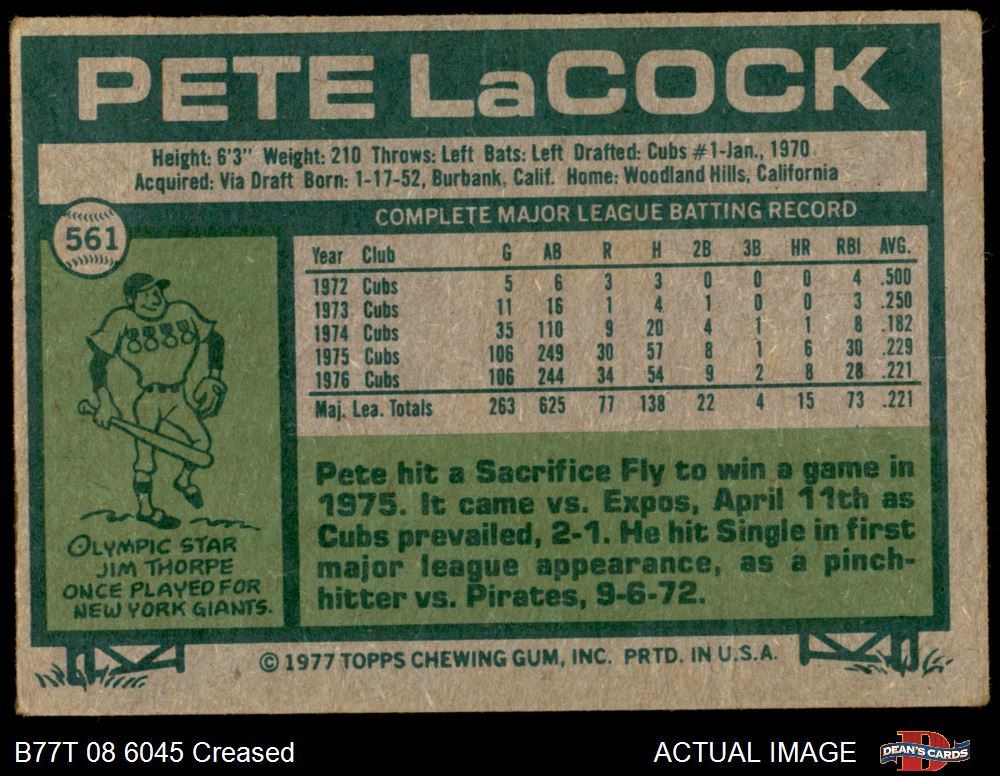 PETE LaCOCK
Height: 6'3" Weight: 210 Throws: Left Bats: Left Drafted: Cubs #1-Jan., 1970
Acquired: Via Draft Born: 1-17-52, Burbank, Calif. Home: Woodland Hills, California
561
COMPLETE MAJOR LEAGUE BATTING RECORD
Year Club G AB R H 2B 3B HR RBI AVG.
1972 Cubs 5 6 3 3 0 0 0 4 .500
1973 Cubs 11 16 1 4 1 0 0 3 .250
1974 Cubs 35 110 9 20 4 1 1 8 .182
1975 Cubs 106 249 30 57 8 1 6 30 .229
1976 Cubs 106 244 34 54 9 2 8 28 .221
Maj. Lea. Totals 263 625 77 138 22 4 15 73 .221
OLYMPIC STAR
JIM THORPE
ONCE PLAYED FOR
NEW YORK GIANTS.
Pete hit a Sacrifice Fly to win a game in
1975. It came vs. Expos, April 11th as
Cubs prevailed, 2-1. He hit Single in first
major league appearance, as a pinch-
hitter vs. Pirates, 9-6-72.
© 1977 TOPPS CHEWING GUM, INC. PRTD. IN U.S.A.
B77T 08 6045 Creased
ACTUAL IMAGE
D
DEAN'S CARDS